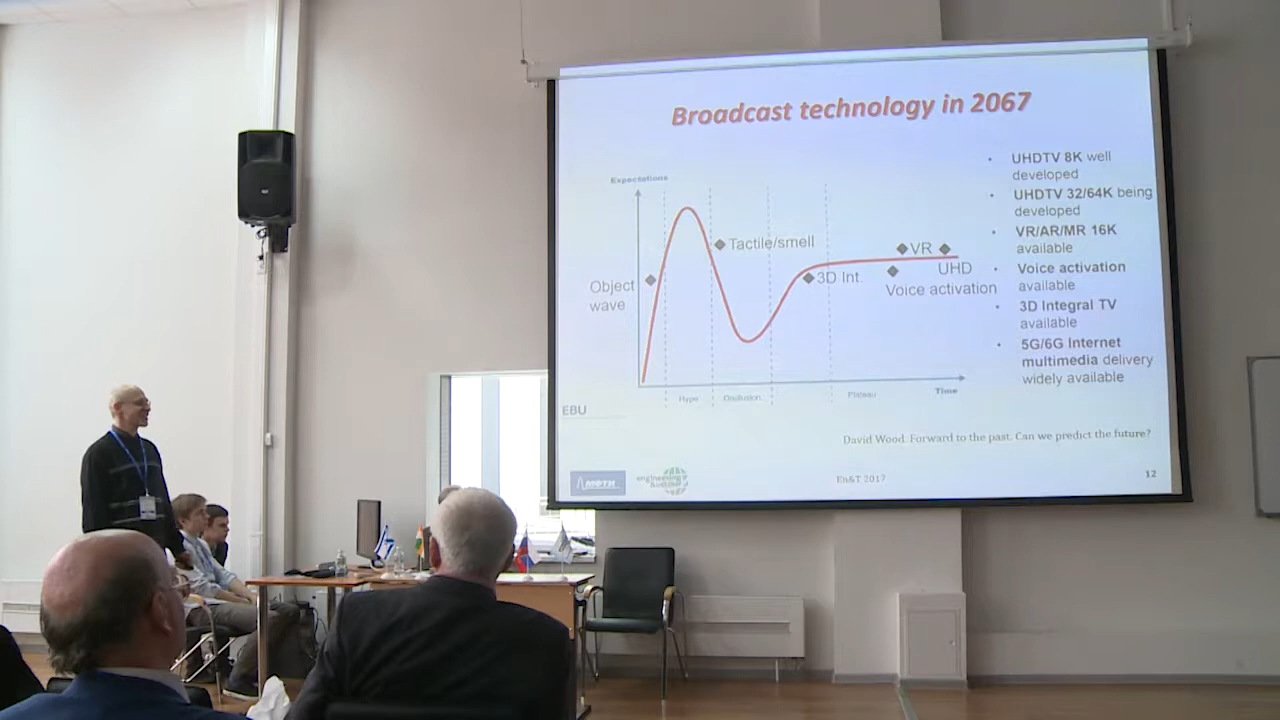 Broadcast technology in 2067
Expectations
Tactile/smell
Object
wave
3D Int.
VR
UHD
Voice activation
Hype
Disillusion
Plateau
Time
EBU
• UHDTV 8K well
developed
• UHDTV 32/64K being
developed
• VR/AR/MR 16K
available
• Voice activation
available
• 3D Integral TV
available
• 5G/6G Internet
multimedia delivery
widely available
David Wood. Forward to the past. Can we predict the future?
МФТИ
En&T 2017
12